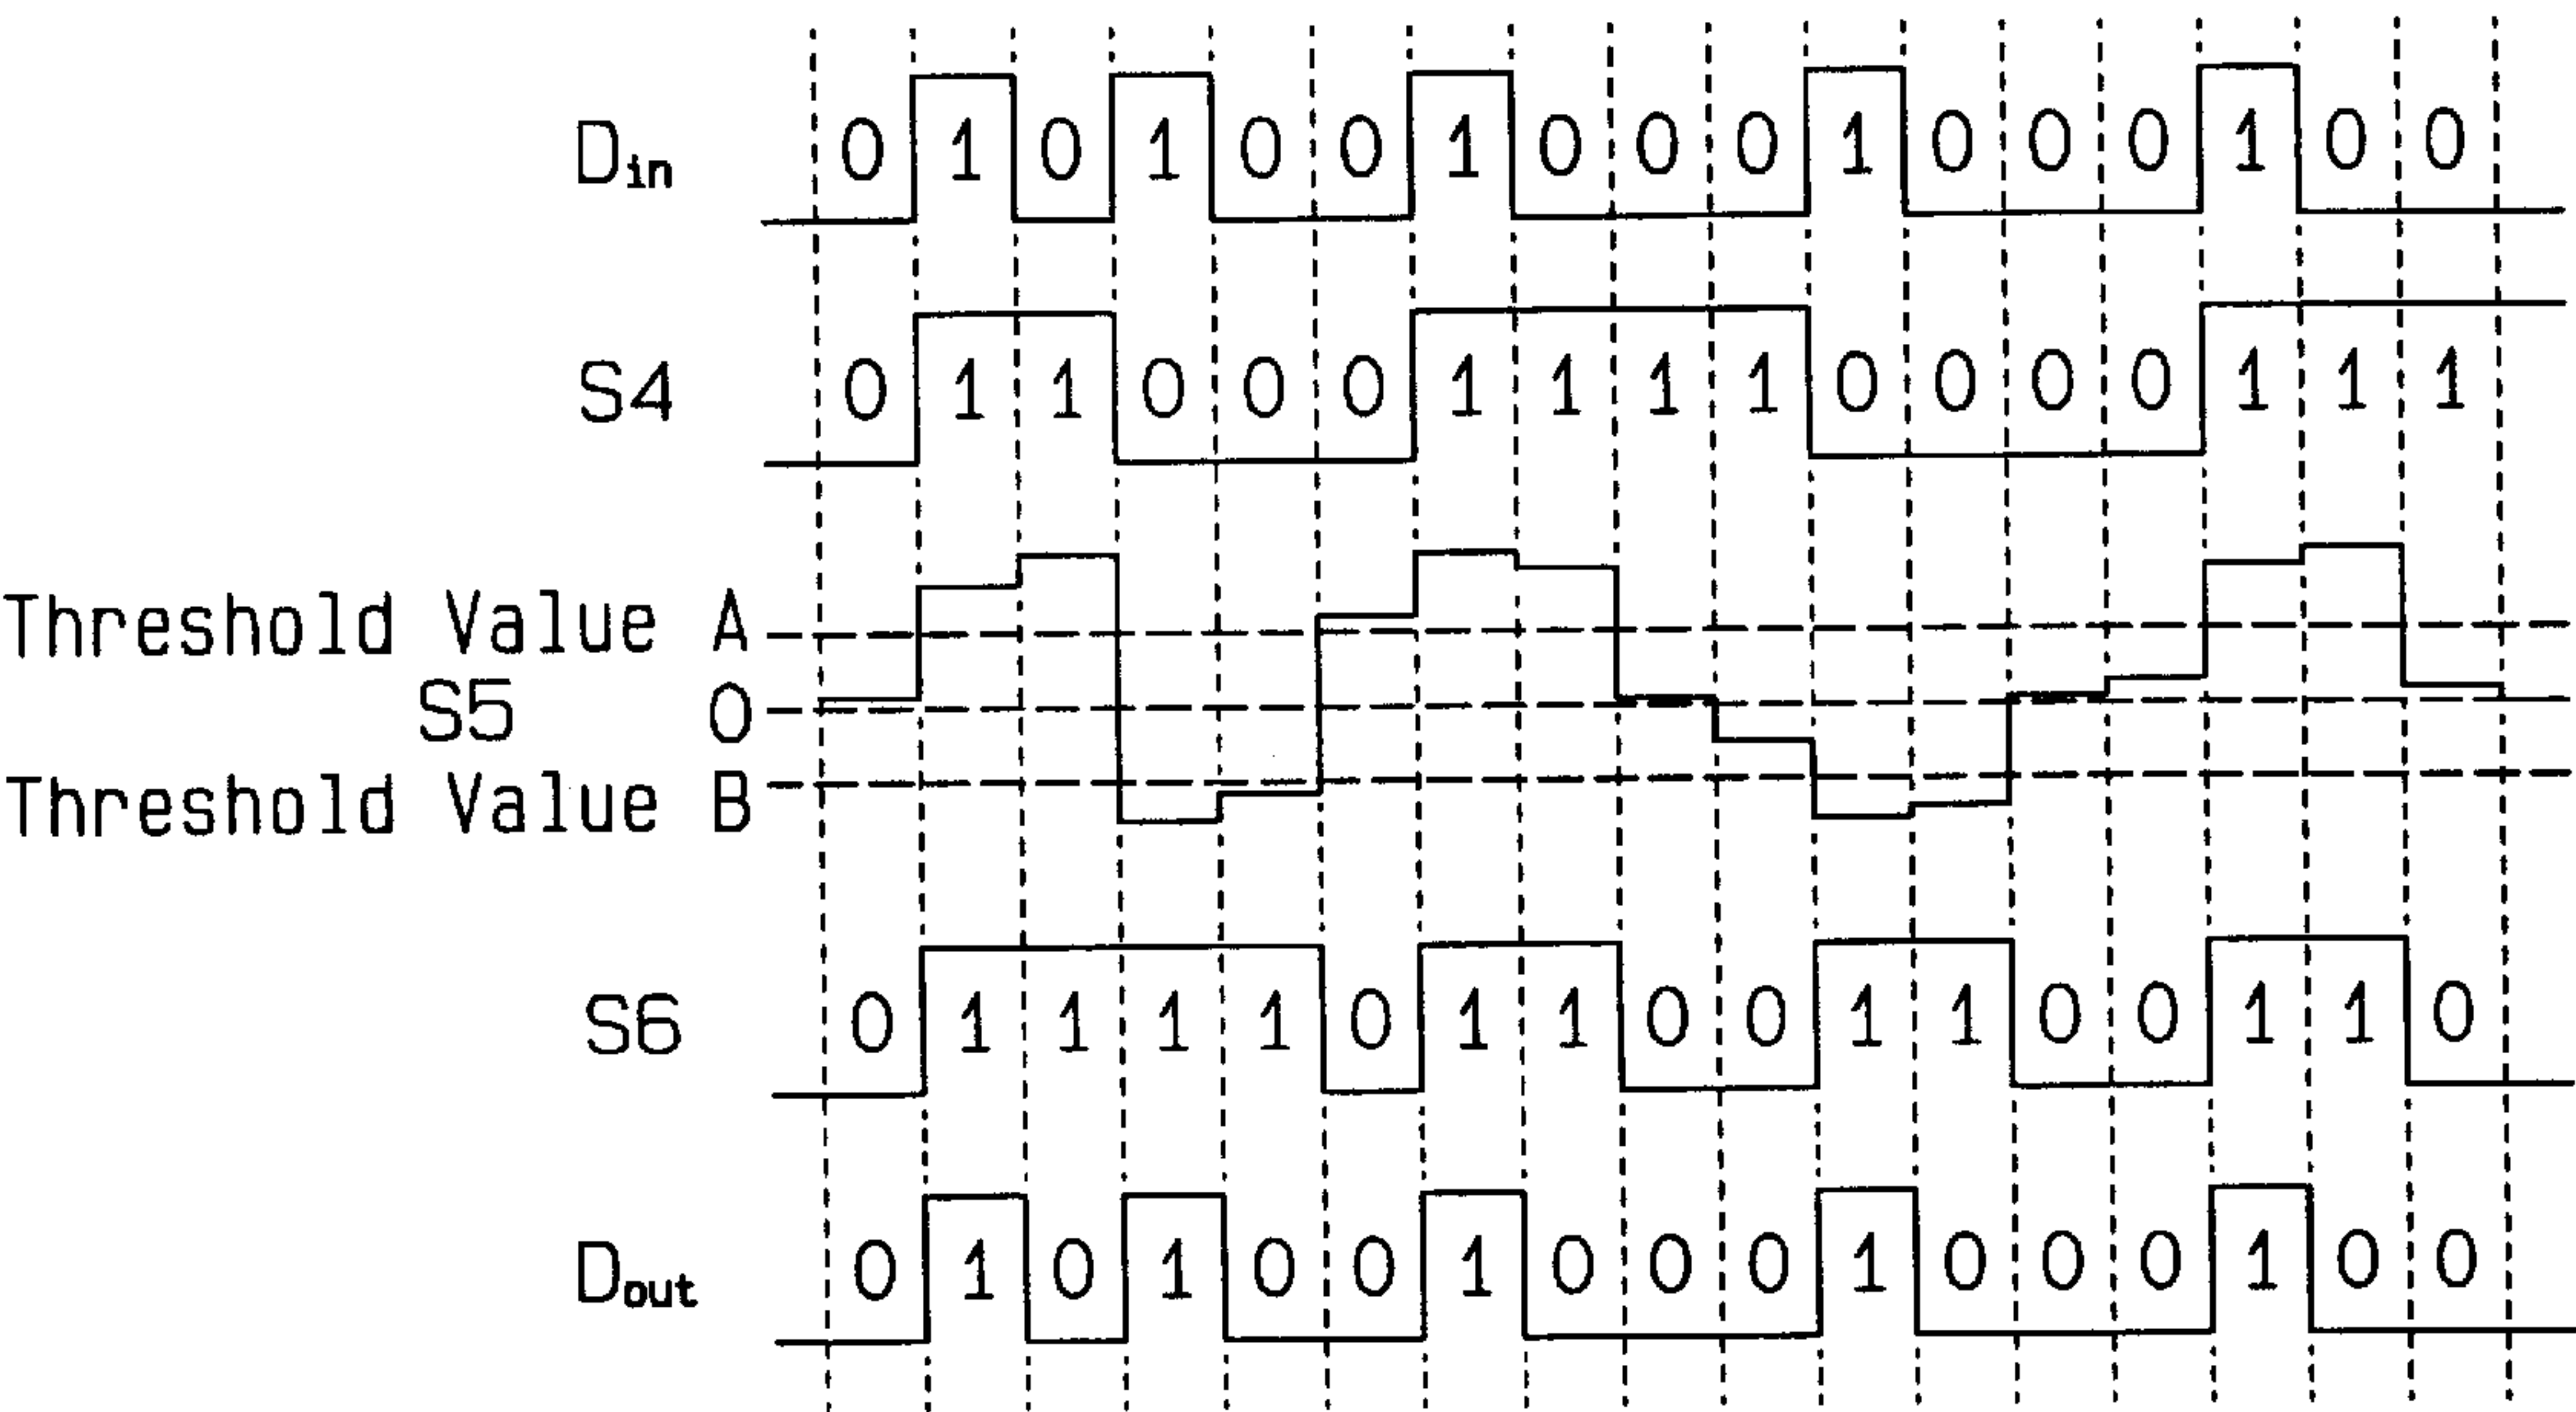 Din 0 1 0 1 0 0 1 0 0 0 1 0 0 0 1 0 0
S4 0 1 1 0 0 0 1 1 1 1 0 0 0 0 1 1 1
Threshold Value A
S5 0
Threshold Value B
S6 0 1 1 1 1 0 1 1 0 0 1 1 0 0 1 1 0
Dout 0 1 0 1 0 0 1 0 0 0 1 0 0 0 1 0 0